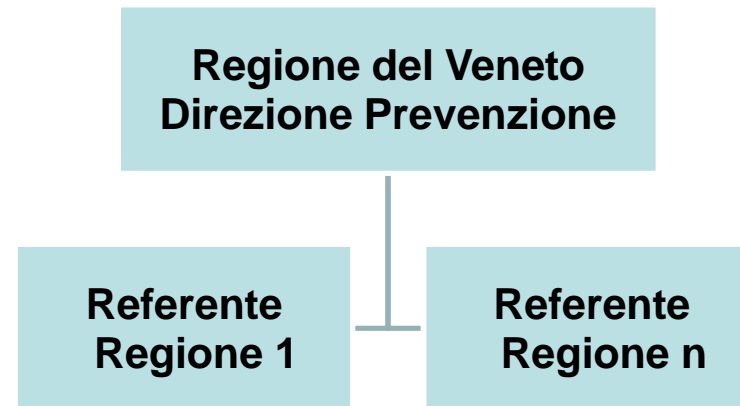 Regione del Veneto
Direzione Prevenzione
Referente
Regione 1
Referente
Regione n